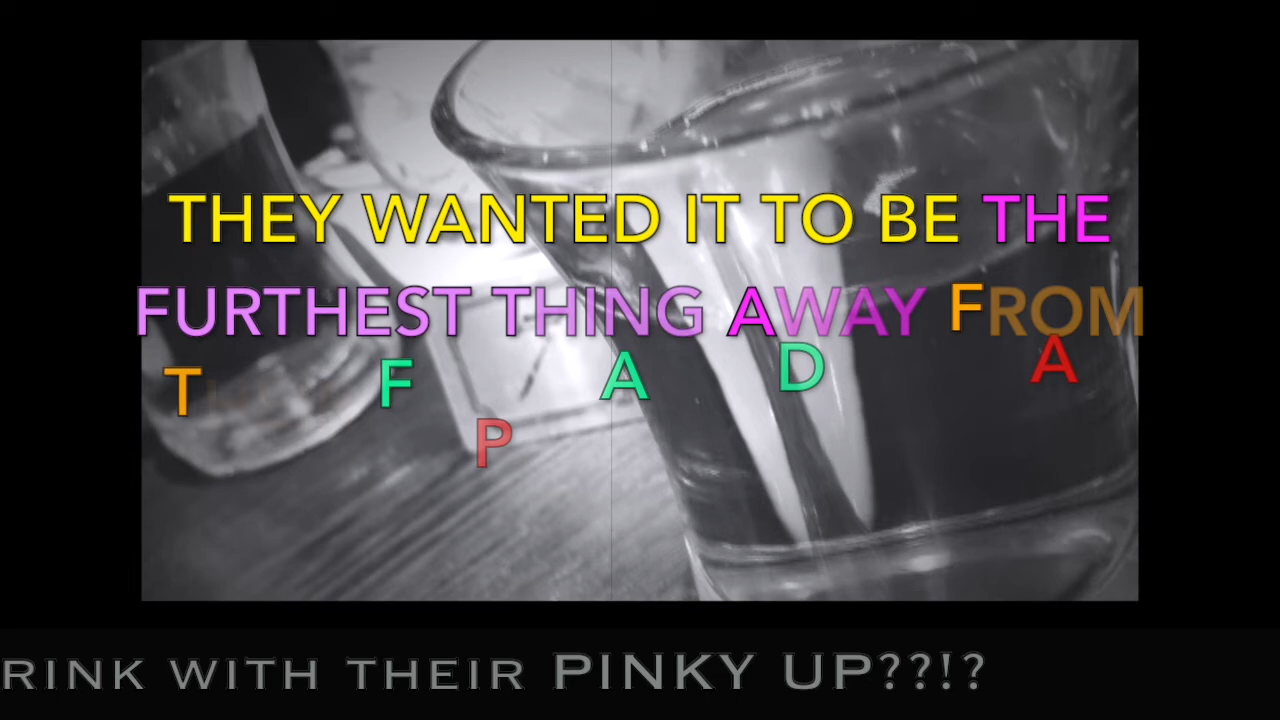 THEY WANTED IT TO BE THE
FURTHEST THING AWAY FROM
T F A D A
P
RINK WITH THEIR PINKY UP??!?